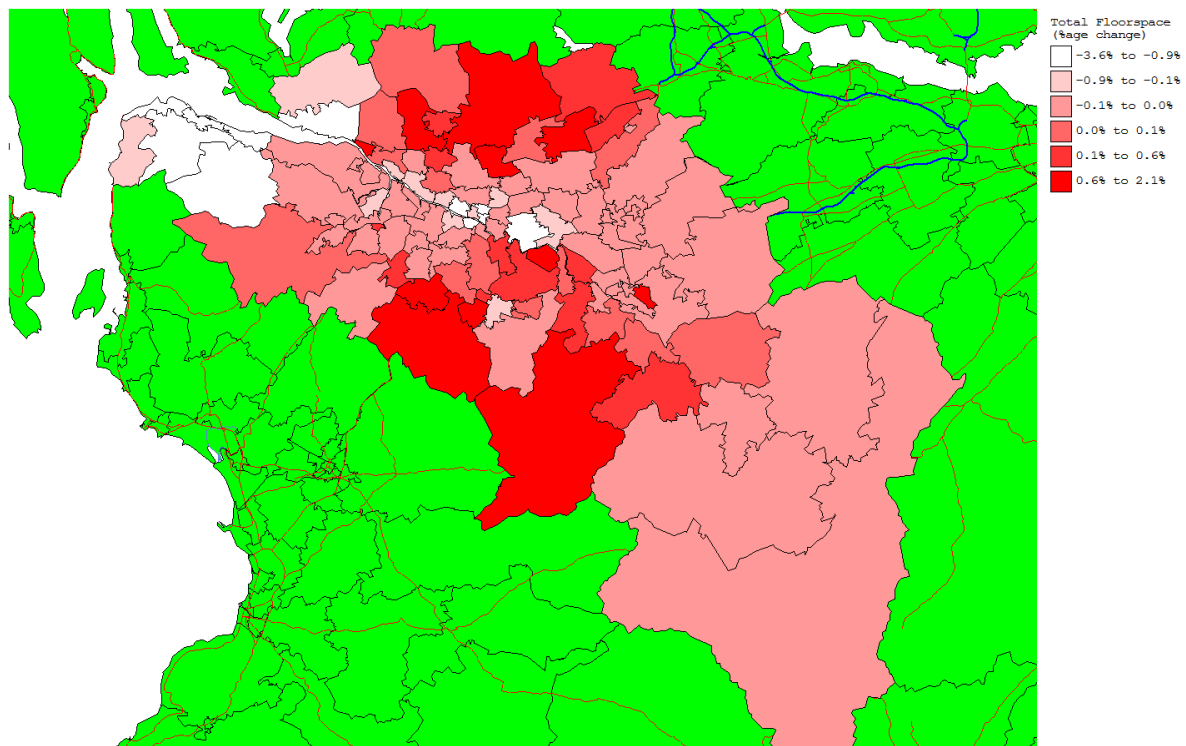 Total Floorspace
(%age change)
-3.6% to -0.9%
-0.9% to -0.1%
-0.1% to 0.0%
0.0% to 0.1%
0.1% to 0.6%
0.6% to 2.1%